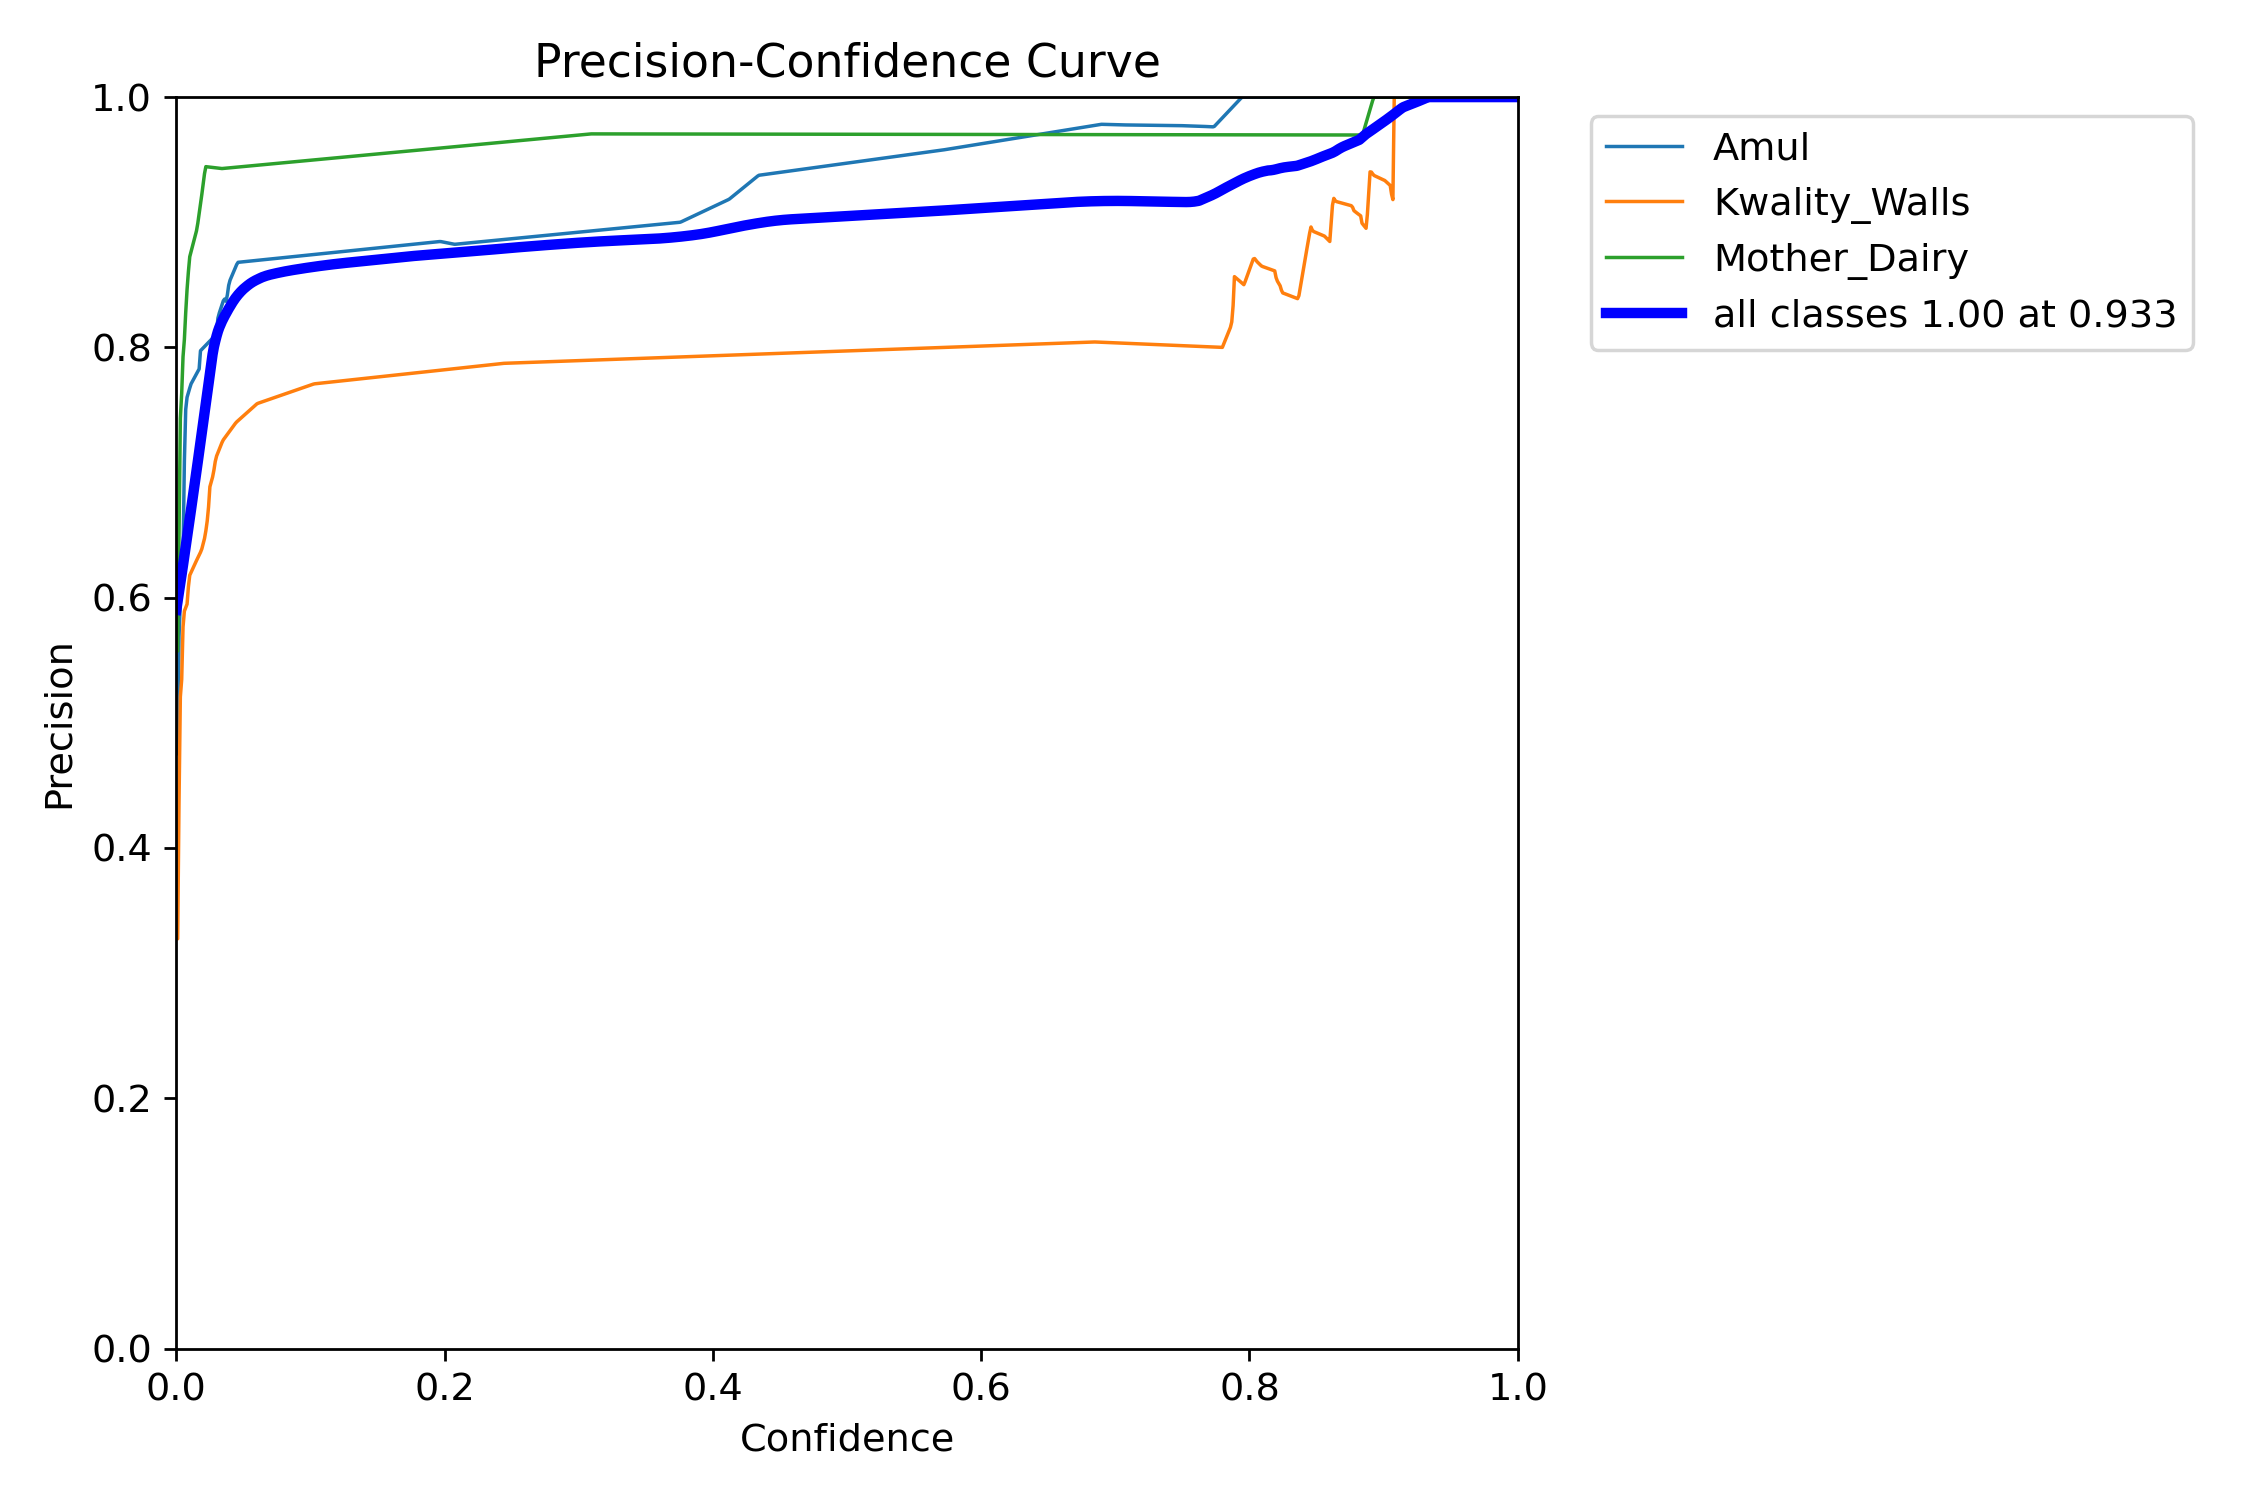 Precision-Confidence Curve
1.0
0.8
0.6
0.4
0.2
0.0
Precision
0.0 0.2 0.4 0.6 0.8 1.0
Confidence
Amul
Kwality_Walls
Mother_Dairy
all classes 1.00 at 0.933